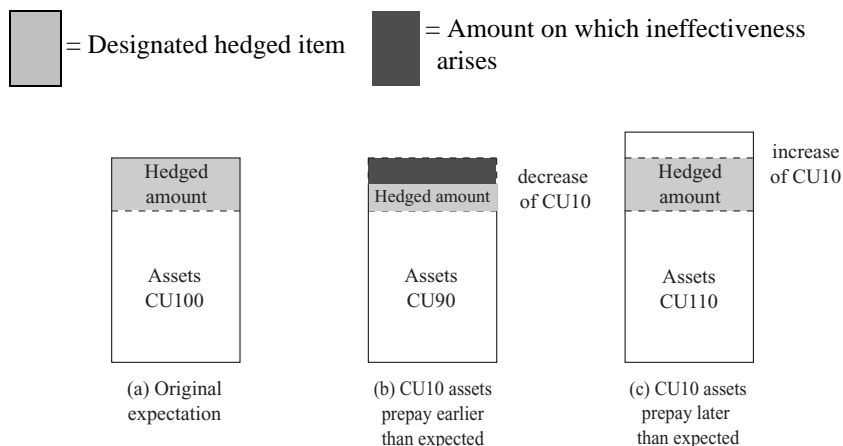 = Designated hedged item
= Amount on which ineffectiveness
arises
Hedged
amount
Assets
CU100
(a) Original
expectation
Hedged amount
decrease
of CU10
Assets
CU90
(b) CU10 assets
prepay earlier
than expected
increase
of CU10
Hedged
amount
Assets
CU110
(c) CU10 assets
prepay later
than expected